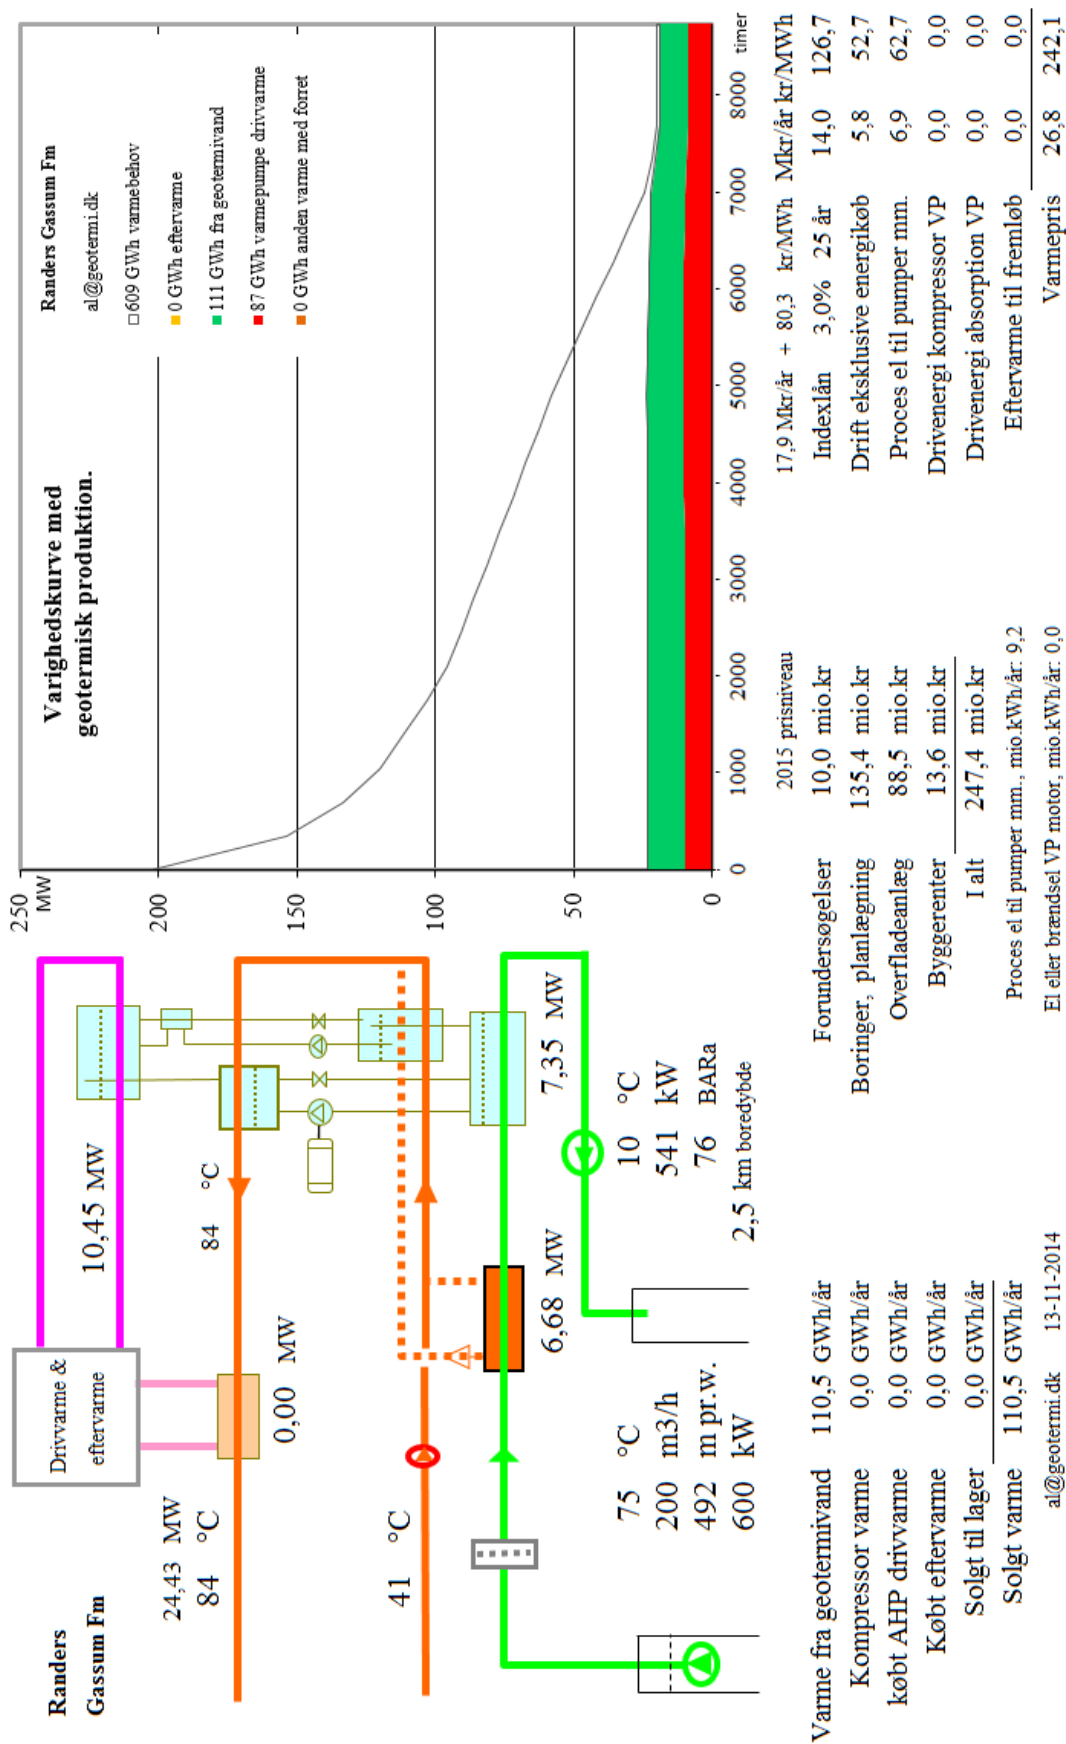 Randers
Gassum Fm
24,43 MW
84 °C
Drivvarme &
eftervarme
10,45 MW
0,00 MW
84 °C
41 °C
75 °C
200 m3/h
492 m pr.w.
600 kW
6,68 MW
7,35 MW
10 °C
541 kW
76 BARa
2,5 km boredybde
Varighedskurve med
geotermisk produktion.
Randers Gassum Fm
al@geotermi.dk
609 GWh varmebehov
0 GWh eftervarme
111 GWh fra geotermivand
87 GWh varmepumpe drivvarme
0 GWh anden varme med forret
250
MW
200
150
100
50
0
0 1000 2000 3000 4000 5000 6000 7000 8000 timer
Varme fra geotermivand 110,5 GWh/år
Kompressor varme 0,0 GWh/år
købt AHP drivvarme 0,0 GWh/år
Købt eftervarme 0,0 GWh/år
Solgt til lager 0,0 GWh/år
Solgt varme 110,5 GWh/år
al@geotermi.dk 13-11-2014
2015 prisniveau
Forundersøgelser 10,0 mio.kr
Boringer, planlægning 135,4 mio.kr
Overfladeanlæg 88,5 mio.kr
Byggerenter 13,6 mio.kr
I alt 247,4 mio.kr
Proces el til pumper mm., mio.kWh/år: 9,2
El eller brændsel VP motor, mio.kWh/år: 0,0
17,9 Mkr/år + 80,3 kr/MWh Mkr/år kr/MWh
Indexlån 3,0% 25 år 14,0 126,7
Drift eksklusive energikøb 5,8 52,7
Proces el til pumper mm. 6,9 62,7
Drivenergi kompressor VP 0,0 0,0
Drivenergi absorption VP 0,0 0,0
Eftervarme til fremløb 0,0 0,0
Varmepris 26,8 242,1